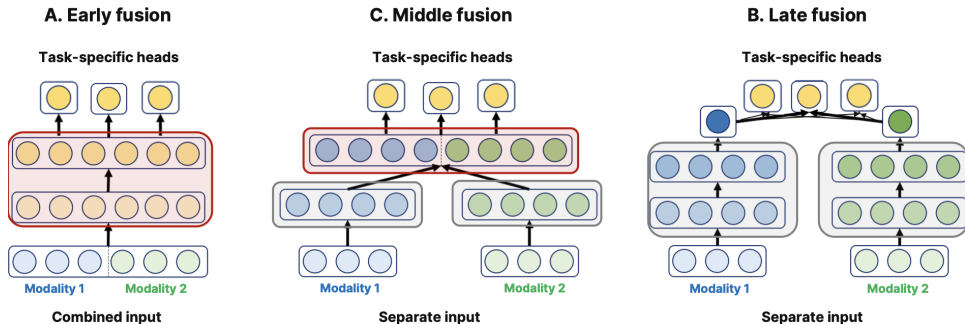 A. Early fusion
Task-specific heads
Modality 1
Modality 2
Combined input
C. Middle fusion
Task-specific heads
Modality 1
Modality 2
Separate input
B. Late fusion
Task-specific heads
Modality 1
Modality 2
Separate input